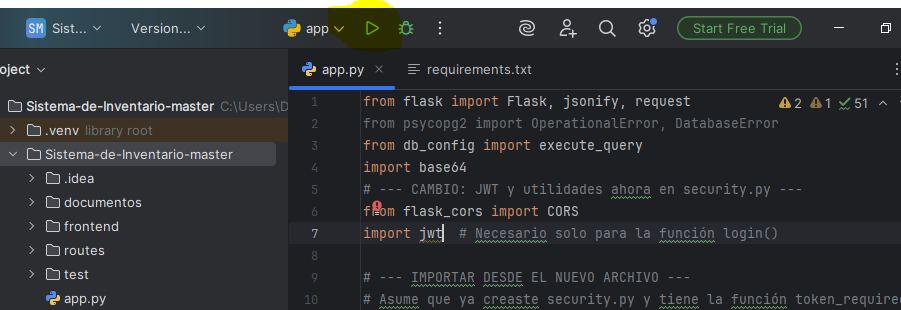 SM Sist... Version... app Start Free Trial
oject
app.py requirements.txt
Sistema-de-Inventario-master C:\Users\D
.venv library root
Sistema-de-Inventario-master
.idea
documentos
frontend
routes
test
app.py
2 1 51
1 from flask import Flask, jsonify, request
2 from psycopg2 import OperationalError, DatabaseError
3 from db_config import execute_query
4 import base64
5 # --- CAMBIO: JWT y utilidades ahora en security.py ---
6 from flask_cors import CORS
7 import jwt # Necesario solo para la función login()
8
9 # --- IMPORTAR DESDE EL NUEVO ARCHIVO ---
10 # Asume que ya creaste security.py y tiene la función token_required